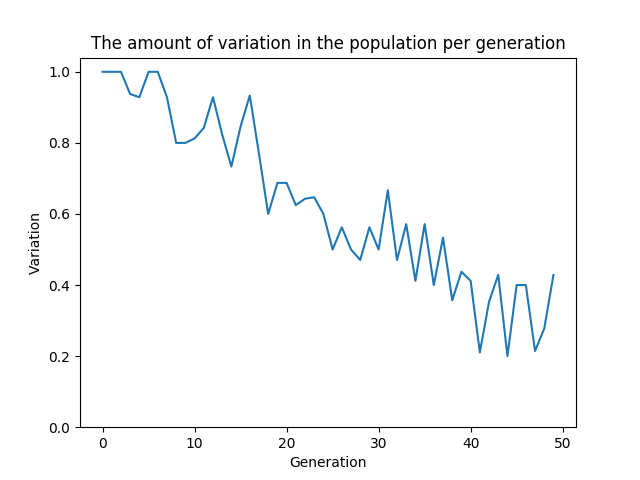 The amount of variation in the population per generation
1.0
0.8
0.6
0.4
0.2
0.0
Variation
0 10 20 30 40 50
Generation